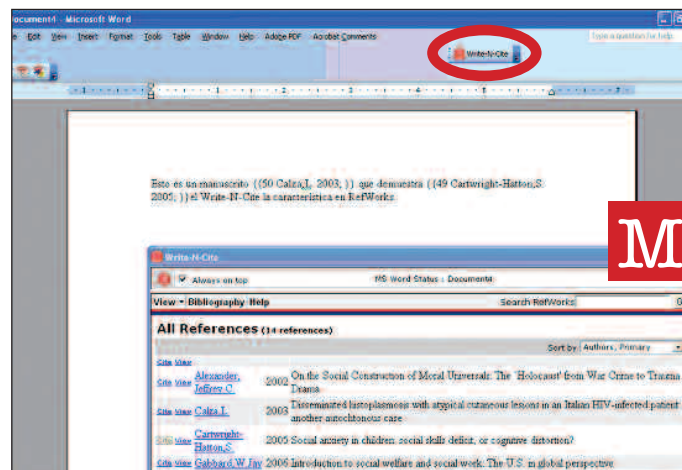 ocument4 - Microsoft Word
e Edit View Insert Format Tools Table Window Help Adobe PDF Acrobat Comments
Type a question for help
Write-N-Cite
Esto es un manuscrito {{50 Calza,L. 2003; }} que demuestra {{49 Cartwright-Hatton,S.
2005; }} el Write-N-Cite la característica en RefWorks.
M
Write-N-Cite
Always on top
MS Word Status : Document4
View Bibliography Help
Search RefWorks
G
All References (14 references)
Sort by Authors, Primary
Cite View
Cite View Alexander, Jeffrey C. 2002 On the Social Construction of Moral Universals: The 'Holocaust' from War Crime to Trauma
Drama
Cite View Calza,L. 2003 Disseminated histoplasmosis with atypical cutaneous lesions in an Italian HIV-infected patient
another autochtonous case
Cite View Cartwright-Hatton,S. 2005 Social anxiety in children: social skills deficit, or cognitive distortion?
Cite View Gabbard,W.Jay 2006 Introduction to social welfare and social work: The U.S. in global perspective